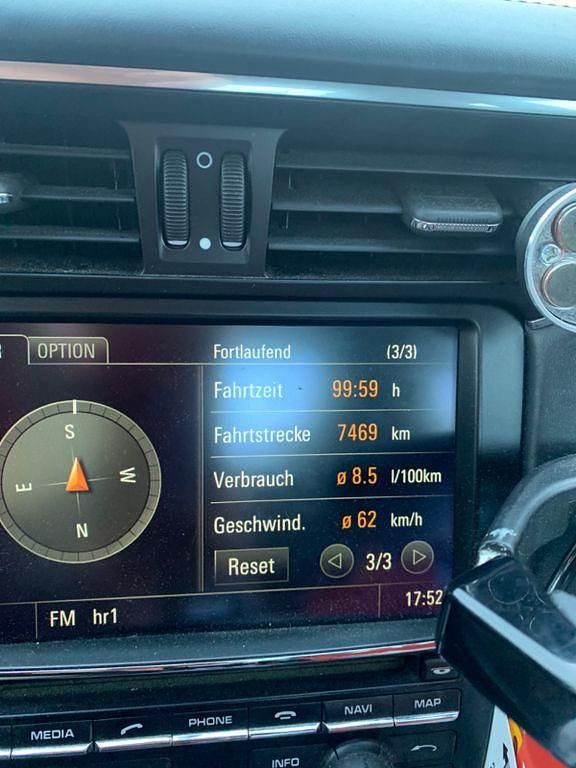 OPTION
Fortlaufend (3/3)
Fahrtzeit 99:59 h
Fahrtstrecke 7469 km
Verbrauch ø 8.5 l/100km
Geschwind. ø 62 km/h
Reset 3/3
S
E W
N
FM hr1 17:52
MEDIA PHONE NAVI MAP
INFO